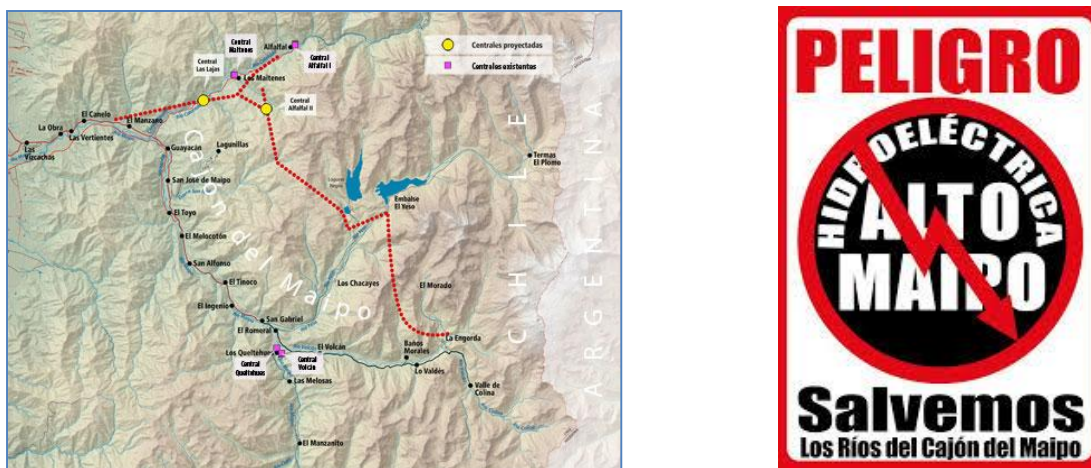 Central
Maitenes
Alfalfal
Central
Alfalfal I
Centrales proyectadas
Centrales existentes
Central
Las Lajas
Los Maitenes
Central
Alfalfal II
El Canelo
La Obra
Las Vertientes
El Manzano
Las
Vizcachas
Guayacán
Lagunillas
Termas
El Plomo
San José de Maipo
Laguna
Negra
Embalse
El Yeso
El Toyo
El Melocotón
San Alfonso
Cajón del Maipo
CHILE
ARGENTINA
El Tinoco
Los Chacayes
El Morado
El Ingenio
San Gabriel
El Romeral
La Engorda
Los Queltehues
El Volcán
Baños
Morales
Central
Queltehues
Central
Volcán
Lo Valdés
Las Melosas
Valle de
Colina
El Manzanito
PELIGRO
HIDROELÉCTRICA
ALTO
MAIPO
Salvemos
Los Ríos del Cajón del Maipo